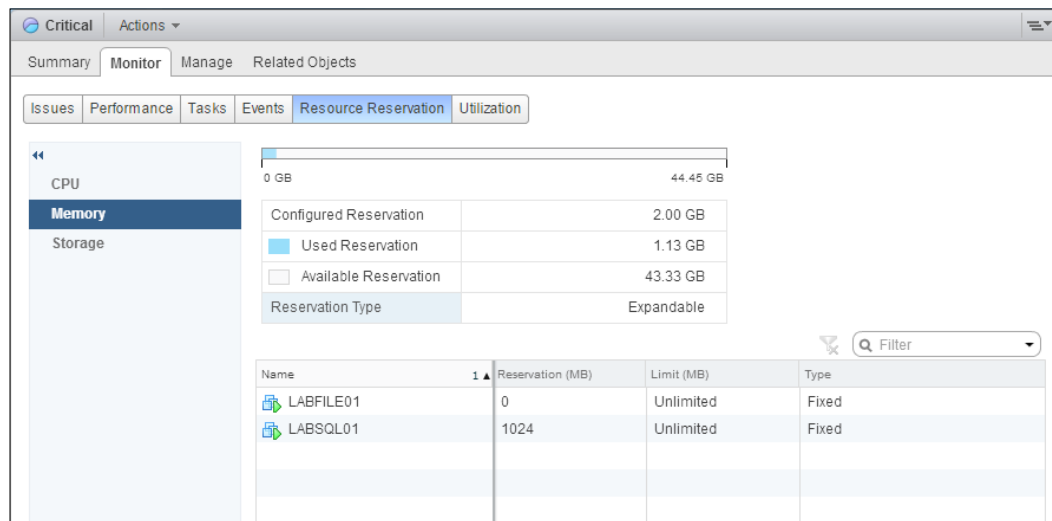 Critical Actions
Summary Monitor Manage Related Objects
Issues Performance Tasks Events Resource Reservation Utilization
CPU
Memory
Storage
0 GB 44.45 GB
Configured Reservation 2.00 GB
Used Reservation 1.13 GB
Available Reservation 43.33 GB
Reservation Type Expandable
Filter
Name 1 ▲ Reservation (MB) Limit (MB) Type
LABFILE01 0 Unlimited Fixed
LABSQL01 1024 Unlimited Fixed